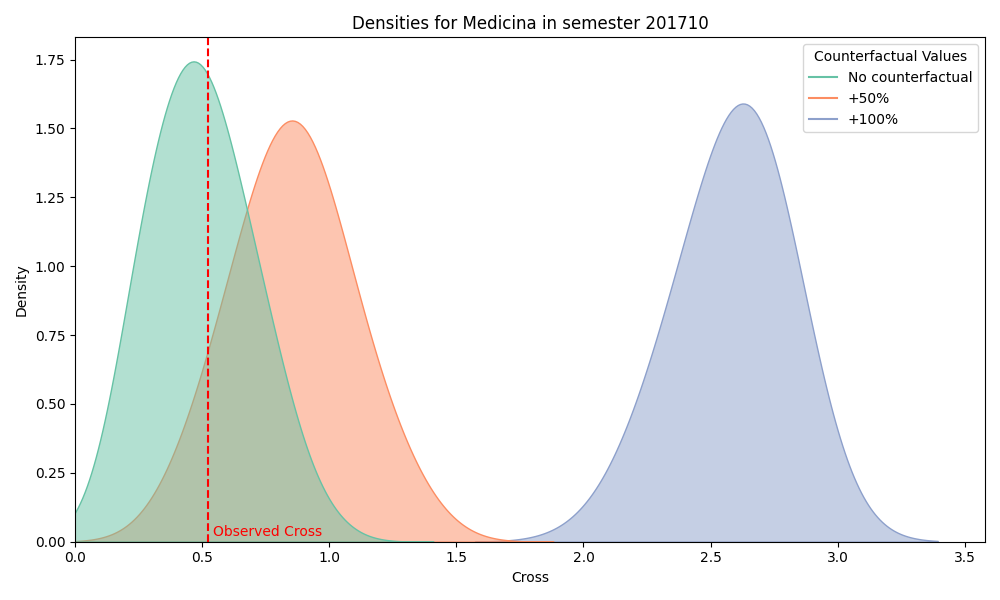 Densities for Medicina in semester 201710
Counterfactual Values
No counterfactual
+50%
+100%
Density
1.75
1.50
1.25
1.00
0.75
0.50
0.25
0.00
Observed Cross
0.0 0.5 1.0 1.5 2.0 2.5 3.0 3.5
Cross